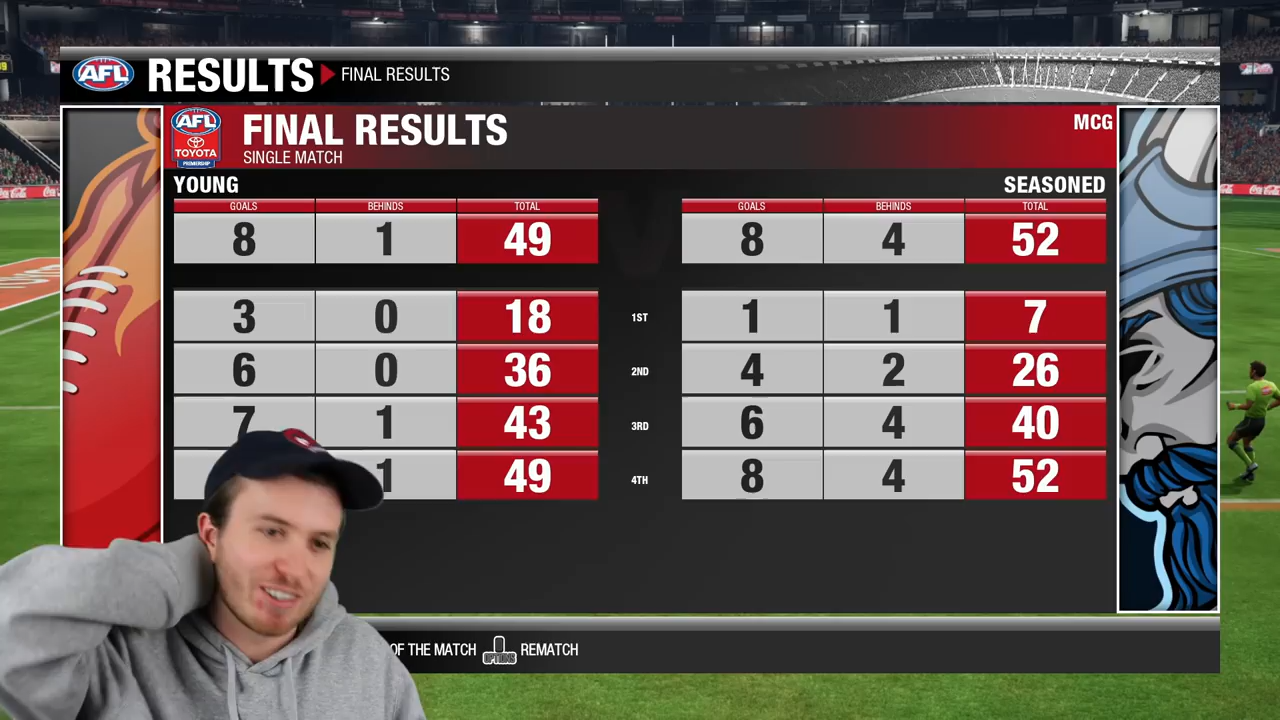 AFL RESULTS FINAL RESULTS
AFL TOYOTA PREMIERSHIP FINAL RESULTS MCG
SINGLE MATCH
YOUNG SEASONED
GOALS BEHINDS TOTAL GOALS BEHINDS TOTAL
8 1 49 8 4 52
3 0 18 1ST 1 1 7
6 0 36 2ND 4 2 26
7 1 43 3RD 6 4 40
1 49 4TH 8 4 52
OF THE MATCH OPTIONS REMATCH